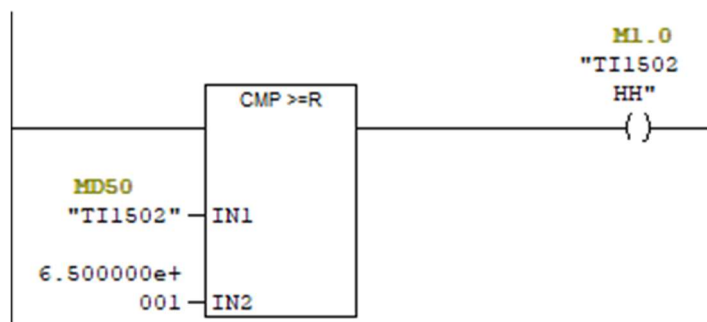 M1.0
"TI1502
HH"
CMP >=R
( )
MD50
"TI1502"
IN1
6.500000e+
001
IN2